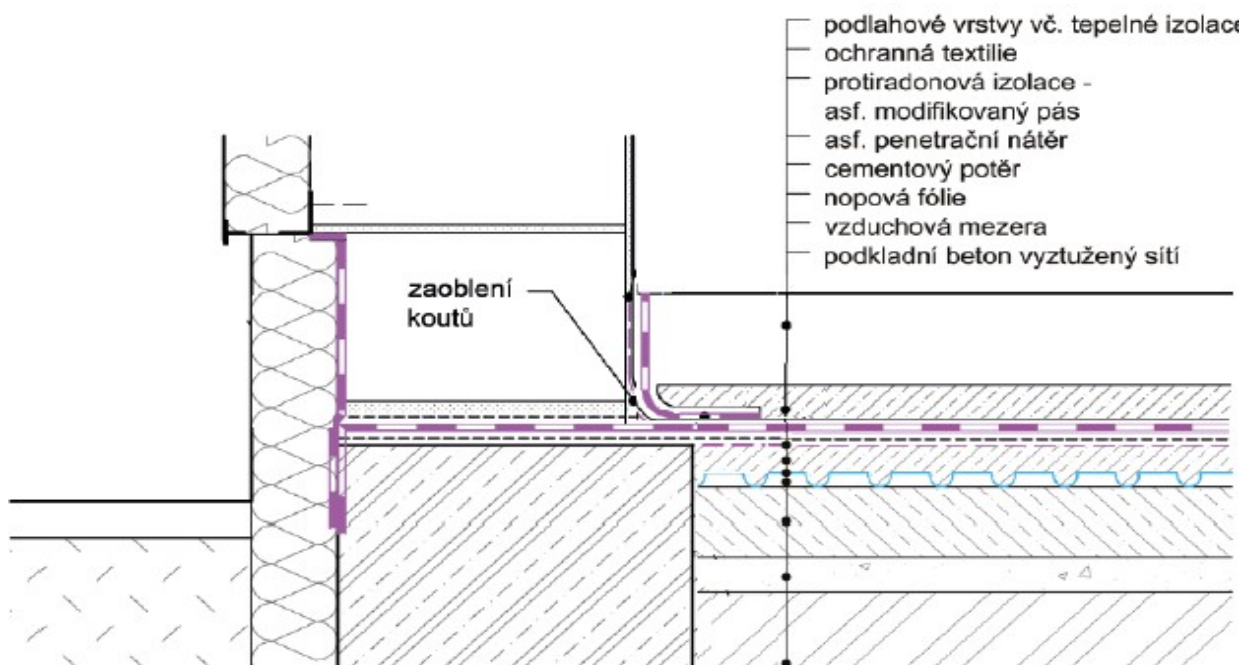 podlahové vrstvy vč. tepelné izolace
ochranná textilie
protiradonová izolace -
asf. modifikovaný pás
asf. penetrační nátěr
cementový potěr
nopová fólie
vzduchová mezera
podkladní beton vyztužený sítí
zaoblení
koutů